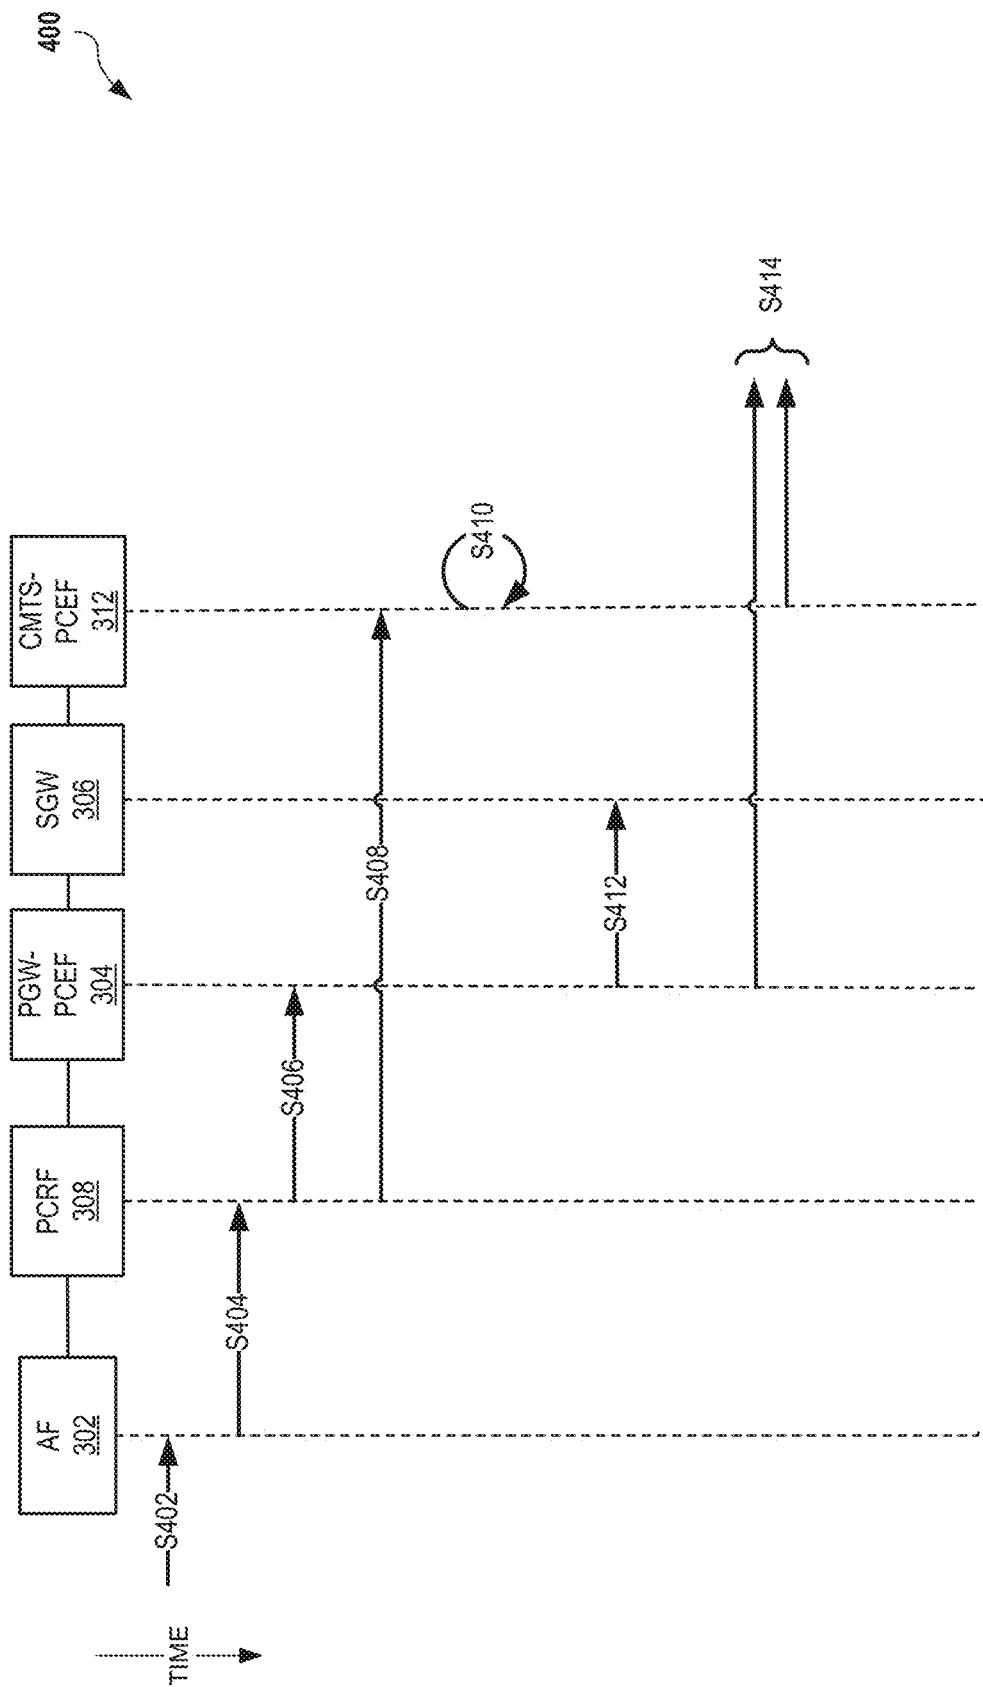 400
AF
302
PCRF
308
PGW-
PCEF
304
SGW
306
CMTS-
PCEF
312
TIME
S402
S404
S406
S408
S410
S412
S414